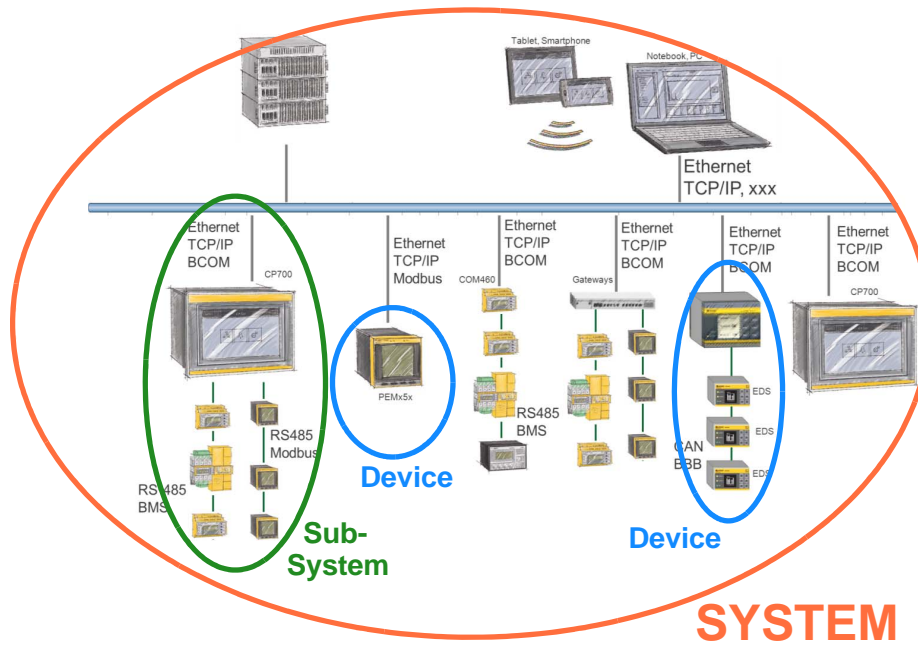 Tablet, Smartphone
Notebook, PC
Ethernet
TCP/IP, xxx
Ethernet
TCP/IP
BCOM
Ethernet
TCP/IP
Modbus
Ethernet
TCP/IP
BCOM
Ethernet
TCP/IP
BCOM
Ethernet
TCP/IP
BCOM
Ethernet
TCP/IP
BCOM
CP700
COM460
Gateways
CP700
PEMx5x
EDS
EDS
EDS
RS485
Modbus
RS485
BMS
RS485
BMS
CAN
BBB
Device
Device
Sub-
System
SYSTEM